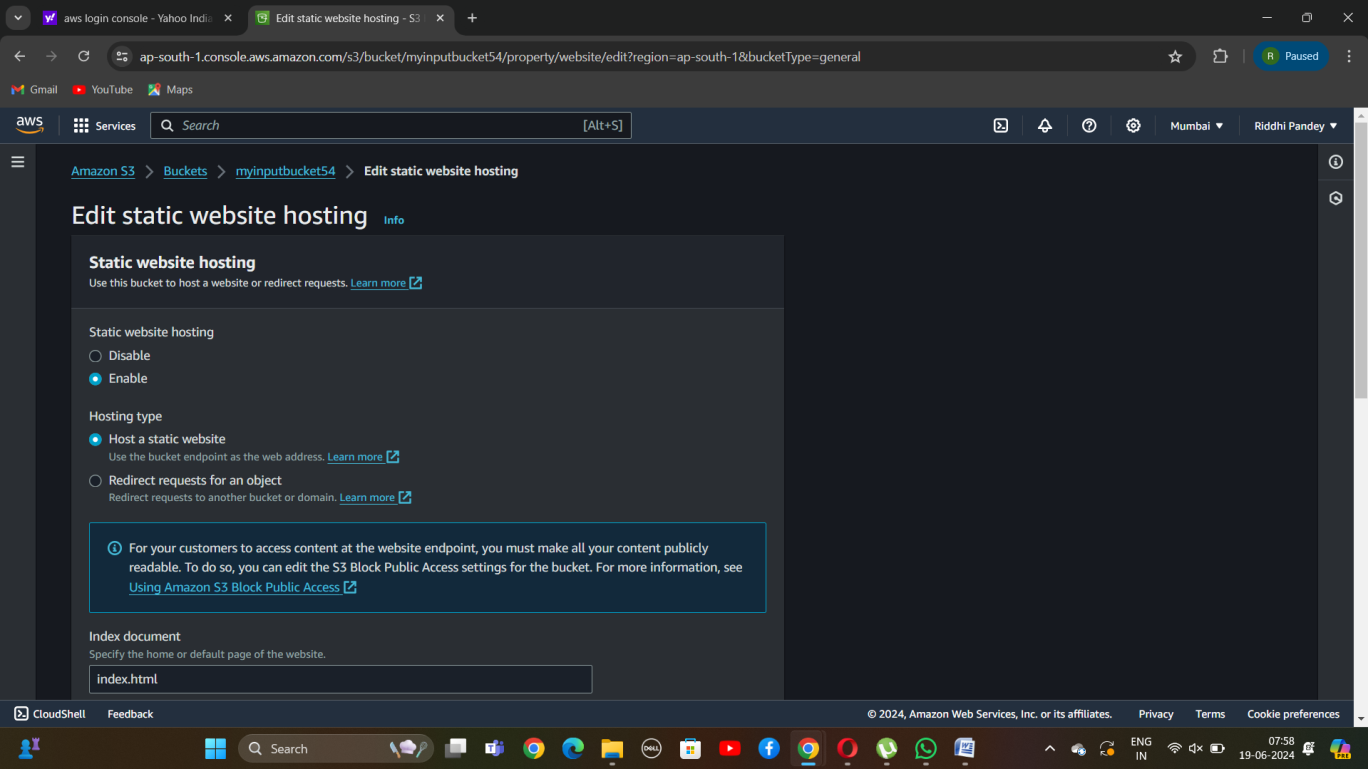 aws login console - Yahoo India
Edit static website hosting - S3
ap-south-1.console.aws.amazon.com/s3/bucket/myinputbucket54/property/website/edit?region=ap-south-1&bucketType=general
R Paused
Gmail YouTube Maps
aws Services Search [Alt+S] Mumbai Riddhi Pandey
Amazon S3 Buckets myinputbucket54 Edit static website hosting
Edit static website hosting Info
Static website hosting
Use this bucket to host a website or redirect requests. Learn more
Static website hosting
Disable
Enable
Hosting type
Host a static website
Use the bucket endpoint as the web address. Learn more
Redirect requests for an object
Redirect requests to another bucket or domain. Learn more
For your customers to access content at the website endpoint, you must make all your content publicly
readable. To do so, you can edit the S3 Block Public Access settings for the bucket. For more information, see
Using Amazon S3 Block Public Access
Index document
Specify the home or default page of the website.
index.html
CloudShell Feedback © 2024, Amazon Web Services, Inc. or its affiliates. Privacy Terms Cookie preferences
Search DELL ENG 07:58
IN 19-06-2024 PRE